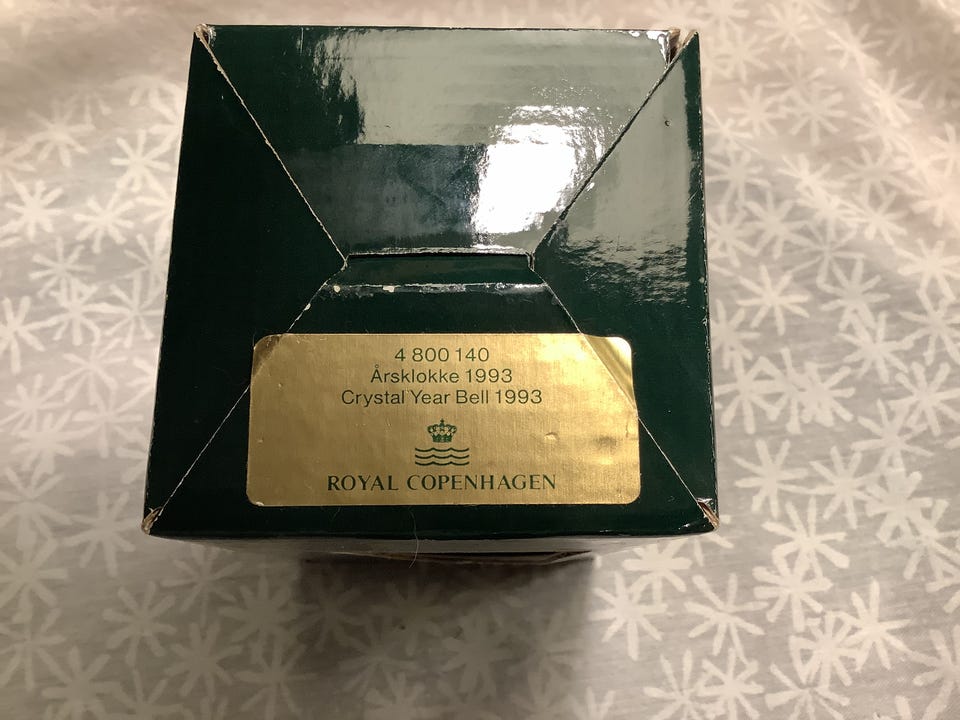 4 800 140
Årsklokke 1993
Crystal Year Bell 1993
ROYAL COPENHAGEN